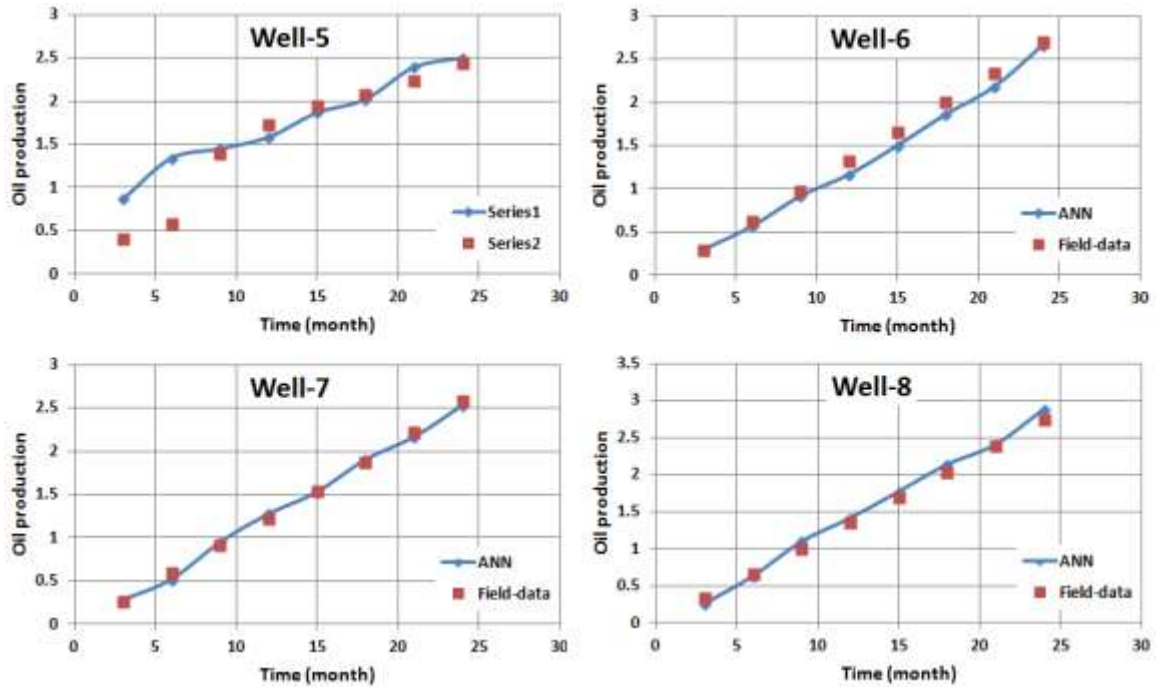 Well-5
Oil production
3
2.5
2
1.5
1
0.5
0
0 5 10 15 20 25 30
Time (month)
Series1
Series2
Well-6
Oil production
3
2.5
2
1.5
1
0.5
0
0 5 10 15 20 25 30
Time (month)
ANN
Field-data
Well-7
Oil production
3
2.5
2
1.5
1
0.5
0
0 5 10 15 20 25 30
Time (month)
ANN
Field-data
Well-8
Oil production
3.5
3
2.5
2
1.5
1
0.5
0
0 5 10 15 20 25 30
Time (month)
ANN
Field-data